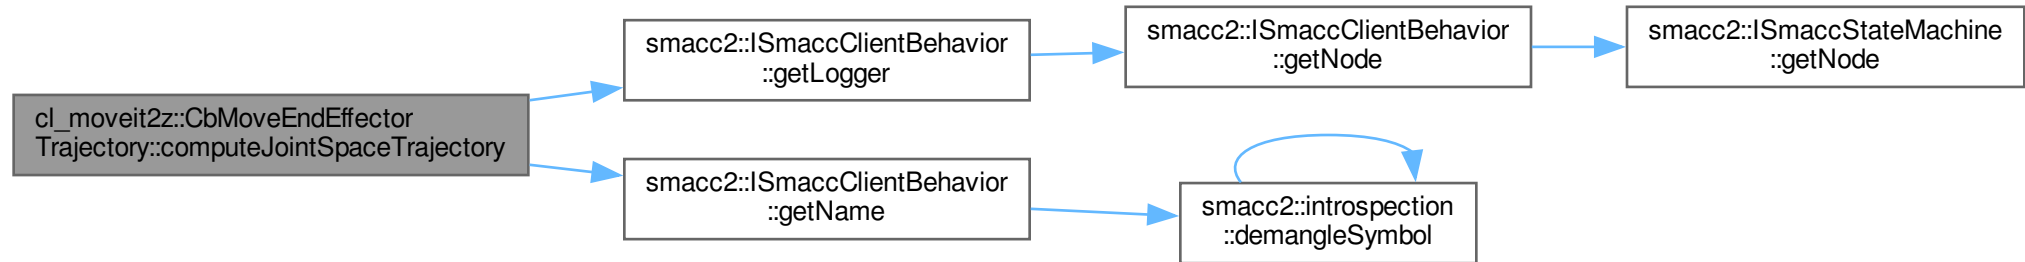 cl_moveit2z::CbMoveEndEffector
Trajectory::computeJointSpaceTrajectory
smacc2::ISmaccClientBehavior
::getLogger
smacc2::ISmaccClientBehavior
::getNode
smacc2::ISmaccStateMachine
::getNode
smacc2::ISmaccClientBehavior
::getName
smacc2::introspection
::demangleSymbol